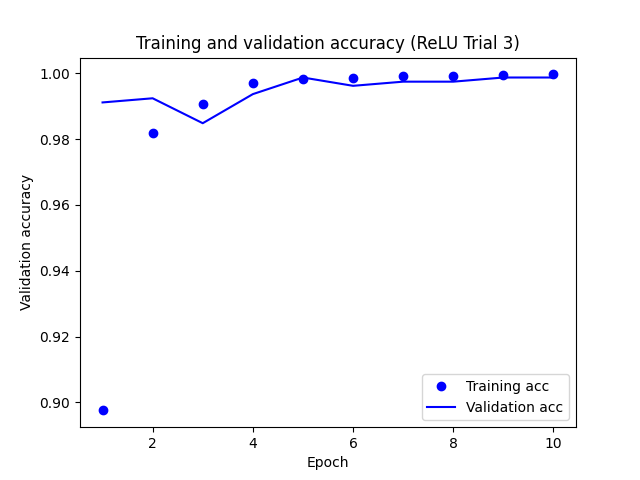 Training and validation accuracy (ReLU Trial 3)
1.00
0.98
0.96
0.94
0.92
0.90
Validation accuracy
2
4
6
8
10
Epoch
Training acc
Validation acc